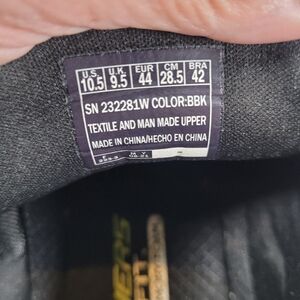 U.S. U.K. EUR CM BRA
10.5 9.5 44 28.5 42
SN 232281W COLOR:BBK
TEXTILE AND MAN MADE UPPER
MADE IN CHINA/HECHO EN CHINA